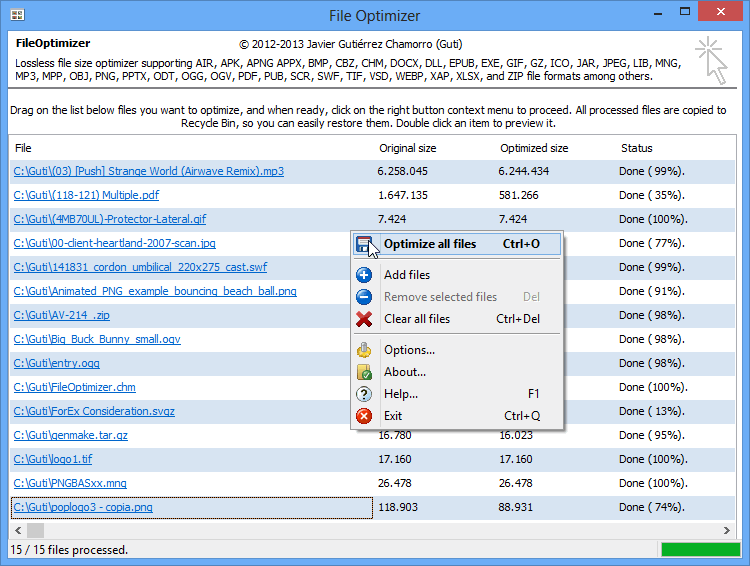 File Optimizer
FileOptimizer © 2012-2013 Javier Gutiérrez Chamorro (Guti)
Lossless file size optimizer supporting AIR, APK, APNG APPX, BMP, CBZ, CHM, DOCX, DLL, EPUB, EXE, GIF, GZ, ICO, JAR, JPEG, LIB, MNG,
MP3, MPP, OBJ, PNG, PPTX, ODT, OGG, OGV, PDF, PUB, SCR, SWF, TIF, VSD, WEBP, XAP, XLSX, and ZIP file formats among others.
Drag on the list below files you want to optimize, and when ready, click on the right button context menu to proceed. All processed files are copied to
Recycle Bin, so you can easily restore them. Double click an item to preview it.
File Original size Optimized size Status
C:\Guti\(03) [Push] Strange World (Airwave Remix).mp3 6.258.045 6.244.434 Done ( 99%).
C:\Guti\(118-121) Multiple.pdf 1.647.135 581.266 Done ( 35%).
C:\Guti\(4MB70UL)-Protector-Lateral.gif 7.424 7.424 Done (100%).
C:\Guti\00-client-heartland-2007-scan.jpg Done ( 77%).
C:\Guti\141831_cordon_umbilical_220x275_cast.swf Done ( 99%).
C:\Guti\Animated_PNG_example_bouncing_beach_ball.png Done ( 91%).
C:\Guti\AV-214_.zip Done ( 98%).
C:\Guti\Big_Buck_Bunny_small.ogv Done ( 98%).
C:\Guti\entry.ogg Done ( 98%).
C:\Guti\FileOptimizer.chm Done (100%).
C:\Guti\ForEx Consideration.svgz Done ( 13%).
C:\Guti\genmake.tar.gz 16.780 16.023 Done ( 95%).
C:\Guti\logo1.tif 17.160 17.160 Done (100%).
C:\Guti\PNGBASxx.mng 26.478 26.478 Done (100%).
C:\Guti\poplogo3 - copia.png 118.903 88.931 Done ( 74%).
Optimize all files Ctrl+O
Add files
Remove selected files Del
Clear all files Ctrl+Del
Options...
About...
Help... F1
Exit Ctrl+Q
15 / 15 files processed.